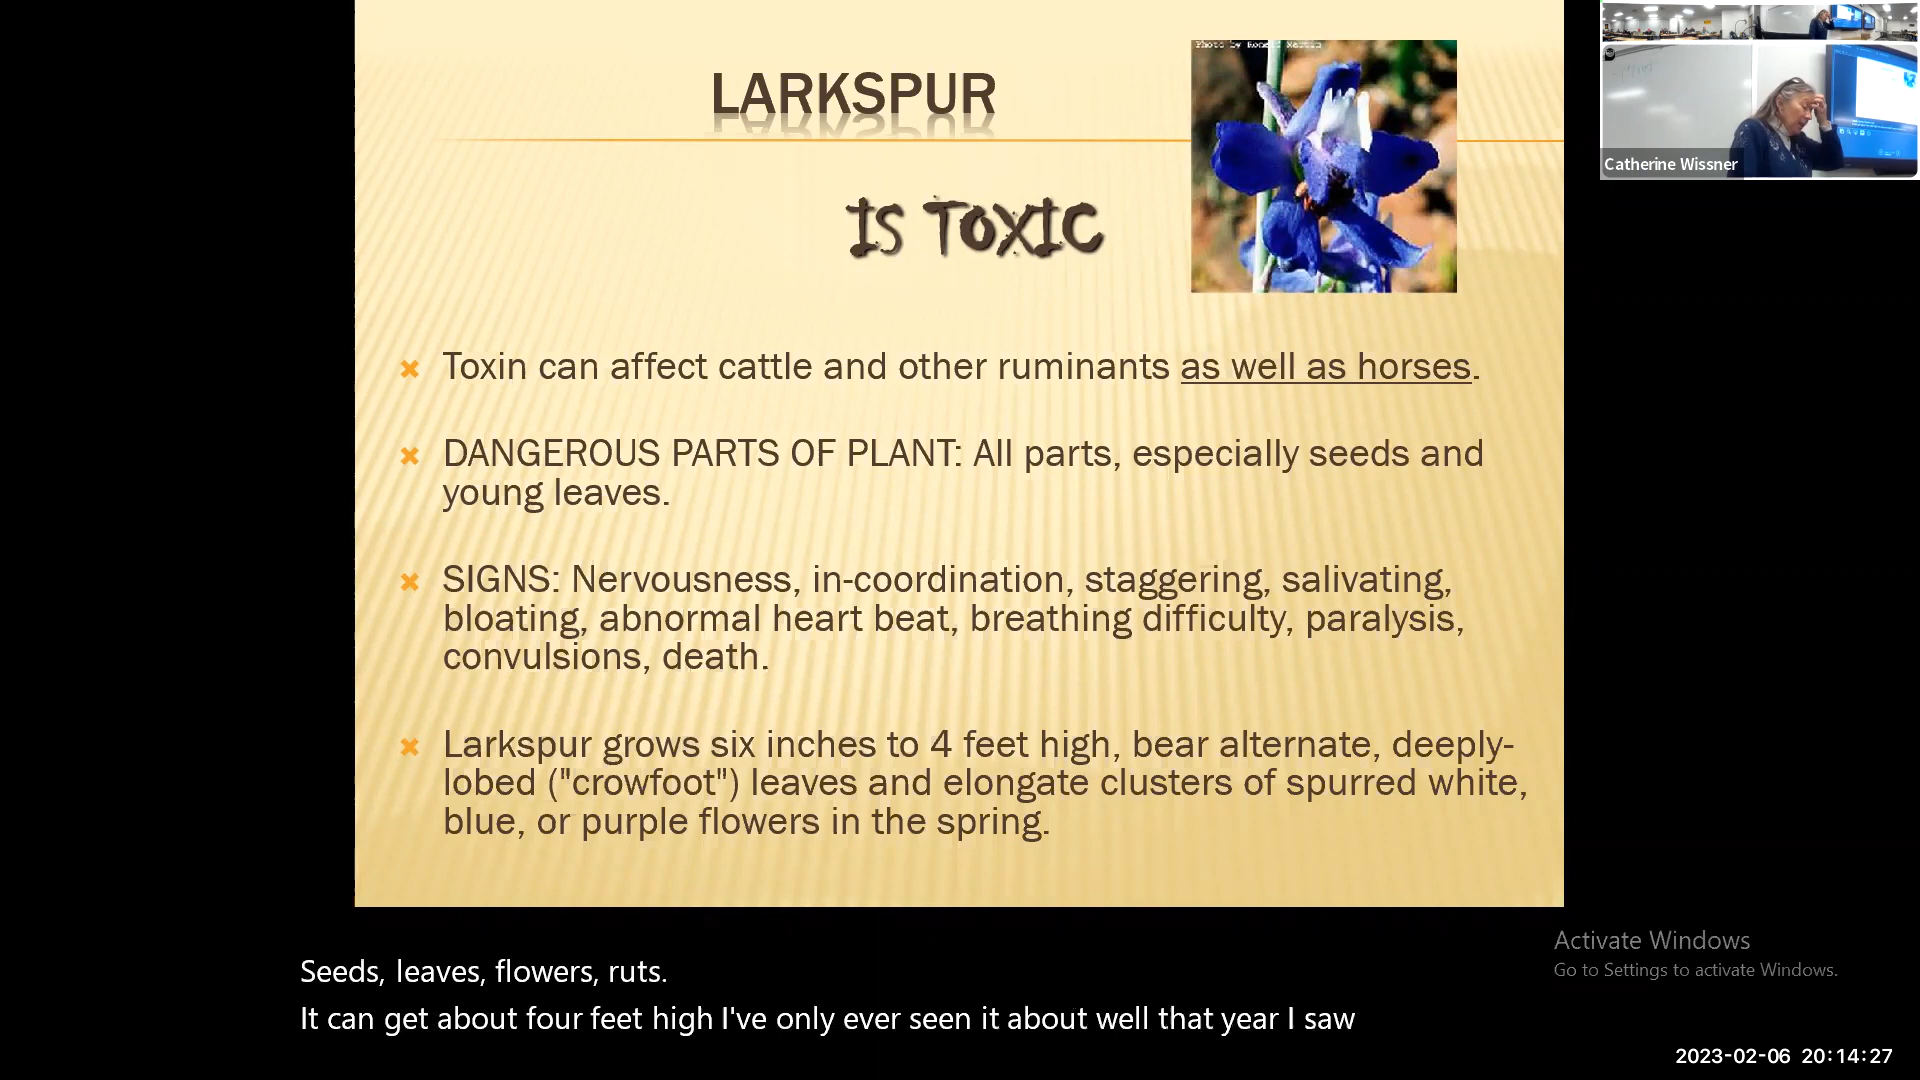 Photo by Ronald Martin
LARKSPUR
IS TOXIC
Toxin can affect cattle and other ruminants as well as horses.
DANGEROUS PARTS OF PLANT: All parts, especially seeds and
young leaves.
SIGNS: Nervousness, in-coordination, staggering, salivating,
bloating, abnormal heart beat, breathing difficulty, paralysis,
convulsions, death.
Larkspur grows six inches to 4 feet high, bear alternate, deeply-
lobed ("crowfoot") leaves and elongate clusters of spurred white,
blue, or purple flowers in the spring.
Catherine Wissner
Seeds, leaves, flowers, ruts.
It can get about four feet high I've only ever seen it about well that year I saw
Activate Windows
Go to Settings to activate Windows.
2023-02-06 20:14:27